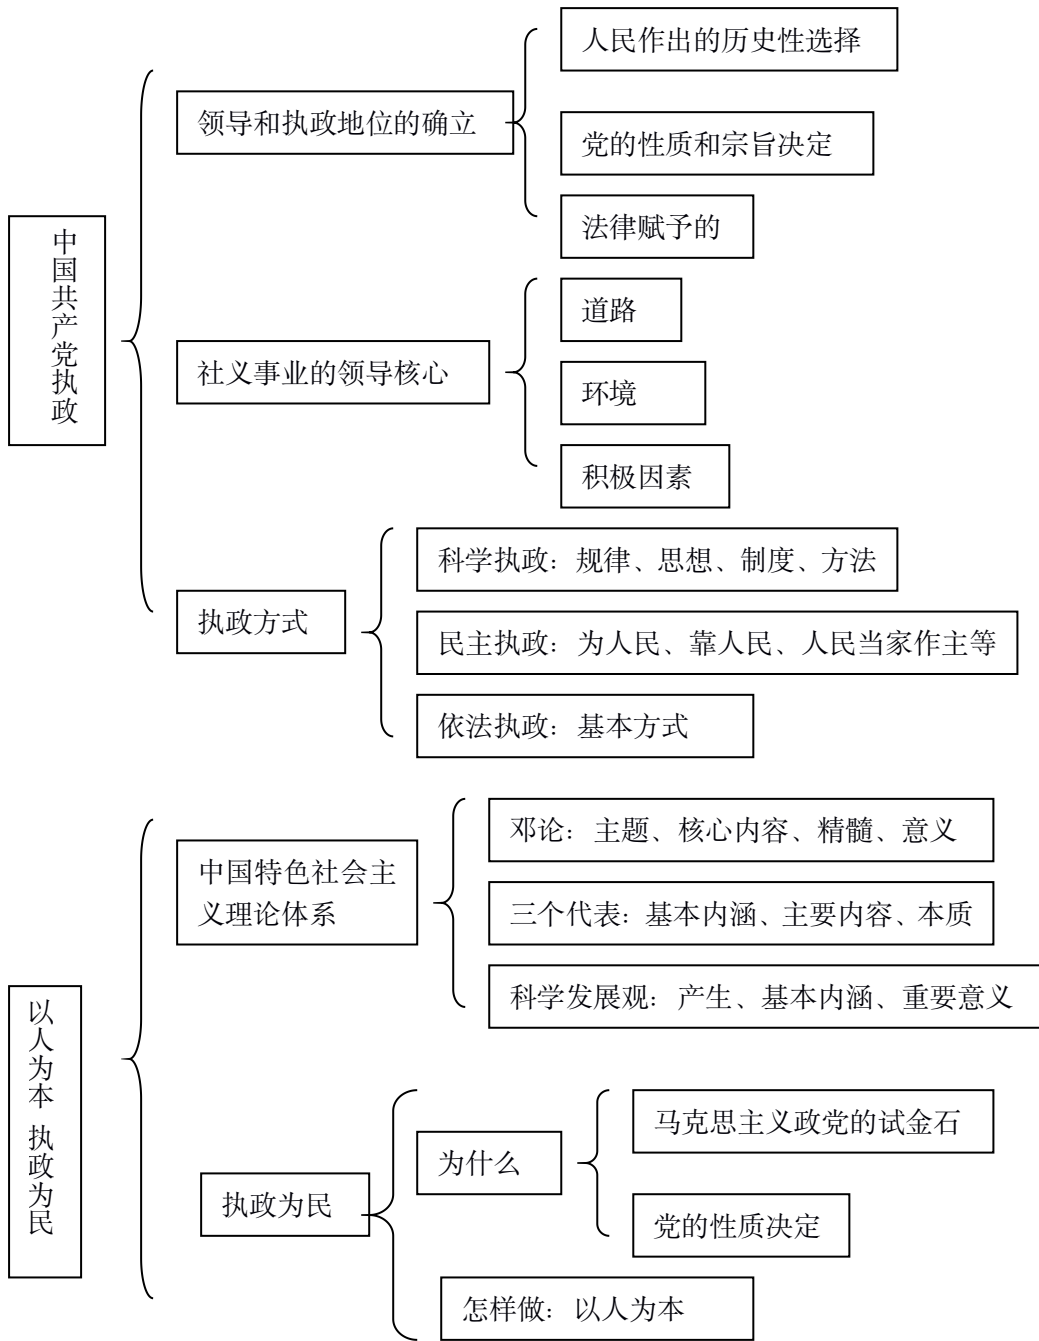 中国共产党执政
领导和执政地位的确立
人民作出的历史性选择
党的性质和宗旨决定
法律赋予的
社义事业的领导核心
道路
环境
积极因素
执政方式
科学执政：规律、思想、制度、方法
民主执政：为人民、靠人民、人民当家作主等
依法执政：基本方式
以人为本 执政为民
中国特色社会主
义理论体系
邓论：主题、核心内容、精髓、意义
三个代表：基本内涵、主要内容、本质
科学发展观：产生、基本内涵、重要意义
执政为民
为什么
马克思主义政党的试金石
党的性质决定
怎样做：以人为本